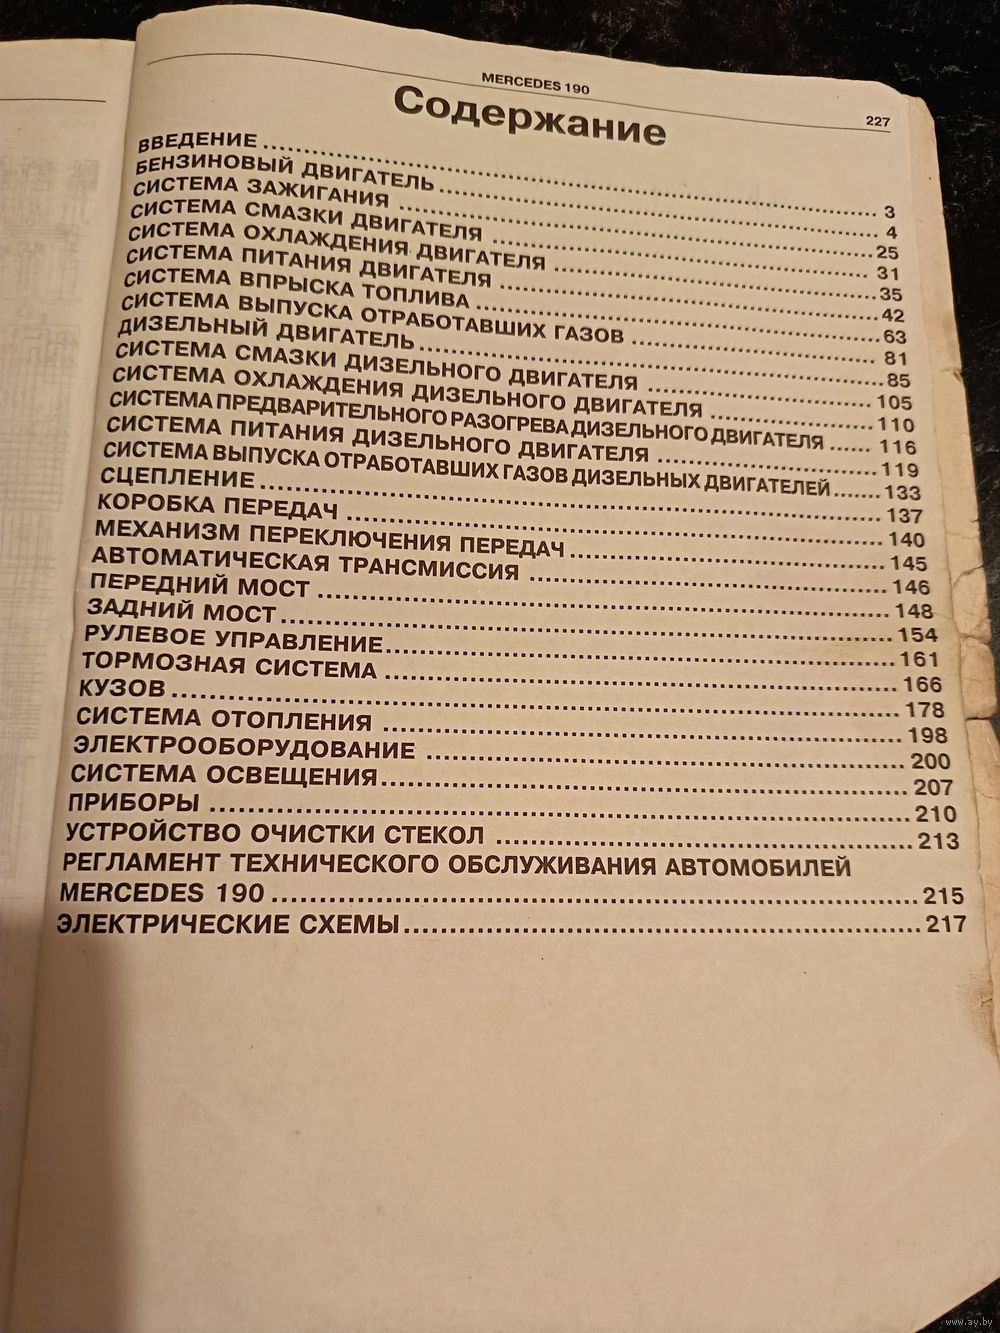 MERCEDES 190
227
Содержание
ВВЕДЕНИЕ ........ 3
БЕНЗИНОВЫЙ ДВИГАТЕЛЬ ........ 4
СИСТЕМА ЗАЖИГАНИЯ ........ 25
СИСТЕМА СМАЗКИ ДВИГАТЕЛЯ ........ 31
СИСТЕМА ОХЛАЖДЕНИЯ ДВИГАТЕЛЯ ........ 35
СИСТЕМА ПИТАНИЯ ДВИГАТЕЛЯ ........ 42
СИСТЕМА ВПРЫСКА ТОПЛИВА ........ 63
СИСТЕМА ВЫПУСКА ОТРАБОТАВШИХ ГАЗОВ ........ 81
ДИЗЕЛЬНЫЙ ДВИГАТЕЛЬ ........ 85
СИСТЕМА СМАЗКИ ДИЗЕЛЬНОГО ДВИГАТЕЛЯ ........ 105
СИСТЕМА ОХЛАЖДЕНИЯ ДИЗЕЛЬНОГО ДВИГАТЕЛЯ ........ 110
СИСТЕМА ПРЕДВАРИТЕЛЬНОГО РАЗОГРЕВА ДИЗЕЛЬНОГО ДВИГАТЕЛЯ ...... 116
СИСТЕМА ПИТАНИЯ ДИЗЕЛЬНОГО ДВИГАТЕЛЯ ........ 119
СИСТЕМА ВЫПУСКА ОТРАБОТАВШИХ ГАЗОВ ДИЗЕЛЬНЫХ ДВИГАТЕЛЕЙ ....... 133
СЦЕПЛЕНИЕ ........ 137
КОРОБКА ПЕРЕДАЧ ........ 140
МЕХАНИЗМ ПЕРЕКЛЮЧЕНИЯ ПЕРЕДАЧ ........ 145
АВТОМАТИЧЕСКАЯ ТРАНСМИССИЯ ........ 146
ПЕРЕДНИЙ МОСТ ........ 148
ЗАДНИЙ МОСТ ........ 154
РУЛЕВОЕ УПРАВЛЕНИЕ ........ 161
ТОРМОЗНАЯ СИСТЕМА ........ 166
КУЗОВ ........ 178
СИСТЕМА ОТОПЛЕНИЯ ........ 198
ЭЛЕКТРООБОРУДОВАНИЕ ........ 200
СИСТЕМА ОСВЕЩЕНИЯ ........ 207
ПРИБОРЫ ........ 210
УСТРОЙСТВО ОЧИСТКИ СТЕКОЛ ........ 213
РЕГЛАМЕНТ ТЕХНИЧЕСКОГО ОБСЛУЖИВАНИЯ АВТОМОБИЛЕЙ
MERCEDES 190 ........ 215
ЭЛЕКТРИЧЕСКИЕ СХЕМЫ ........ 217
www.ay.by